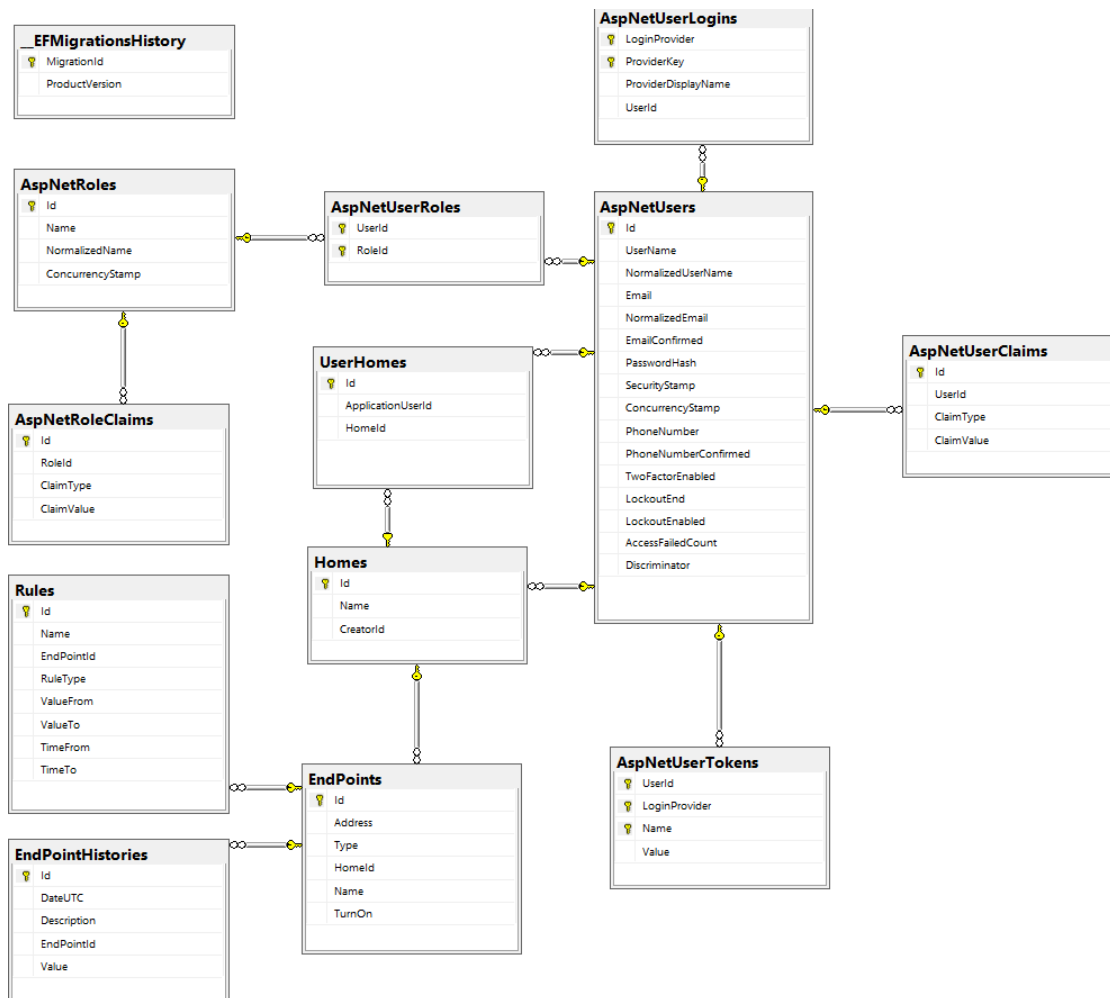 __EFMigrationsHistory
MigrationId
ProductVersion
AspNetUserLogins
LoginProvider
ProviderKey
ProviderDisplayName
UserId
AspNetRoles
Id
Name
NormalizedName
ConcurrencyStamp
AspNetUserRoles
UserId
RoleId
AspNetUsers
Id
UserName
NormalizedUserName
Email
NormalizedEmail
EmailConfirmed
PasswordHash
SecurityStamp
ConcurrencyStamp
PhoneNumber
PhoneNumberConfirmed
TwoFactorEnabled
LockoutEnd
LockoutEnabled
AccessFailedCount
Discriminator
AspNetUserClaims
Id
UserId
ClaimType
ClaimValue
UserHomes
Id
ApplicationUserId
HomeId
AspNetRoleClaims
Id
RoleId
ClaimType
ClaimValue
Homes
Id
Name
CreatorId
Rules
Id
Name
EndPointId
RuleType
ValueFrom
ValueTo
TimeFrom
TimeTo
EndPoints
Id
Address
Type
HomeId
Name
TurnOn
AspNetUserTokens
UserId
LoginProvider
Name
Value
EndPointHistories
Id
DateUTC
Description
EndPointId
Value